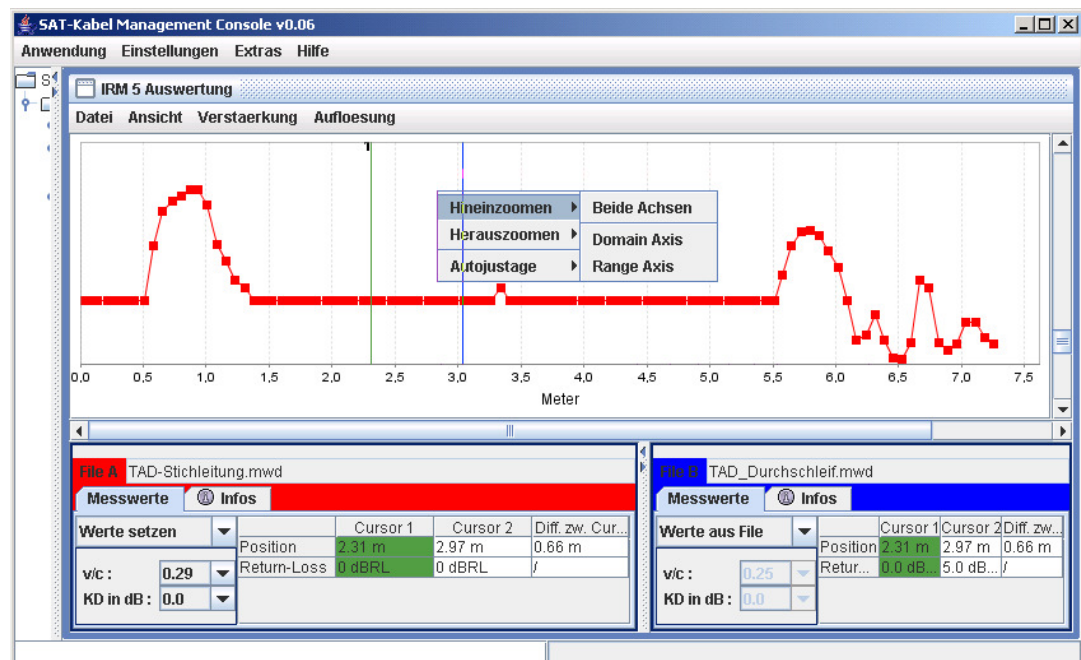 SAT-Kabel Management Console v0.06
Anwendung Einstellungen Extras Hilfe
S
IRM 5 Auswertung
Datei Ansicht Verstaerkung Aufloesung
1
Hineinzoomen Beide Achsen
Herauszoomen Domain Axis
Autojustage Range Axis
0,0 0,5 1,0 1,5 2,0 2,5 3,0 3,5 4,0 4,5 5,0 5,5 6,0 6,5 7,0 7,5
Meter
File A TAD-Stichleitung.mwd
Messwerte Infos
Werte setzen
Cursor 1 Cursor 2 Diff. zw. Cur...
Position 2.31 m 2.97 m 0.66 m
Return-Loss 0 dBRL 0 dBRL /
v/c : 0.29
KD in dB : 0.0
File B TAD_Durchschleif.mwd
Messwerte Infos
Werte aus File
Cursor 1 Cursor 2 Diff. zw...
Position 2.31 m 2.97 m 0.66 m
Retur... 0.0 dB... 5.0 dB... /
v/c : 0.25
KD in dB : 0.0